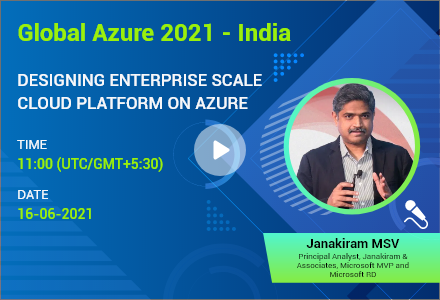 Global Azure 2021 - India
DESIGNING ENTERPRISE SCALE
CLOUD PLATFORM ON AZURE
TIME
11:00 (UTC/GMT+5:30)
DATE
16-06-2021
Janakiram MSV
Principal Analyst, Janakiram &
Associates, Microsoft MVP and
Microsoft RD